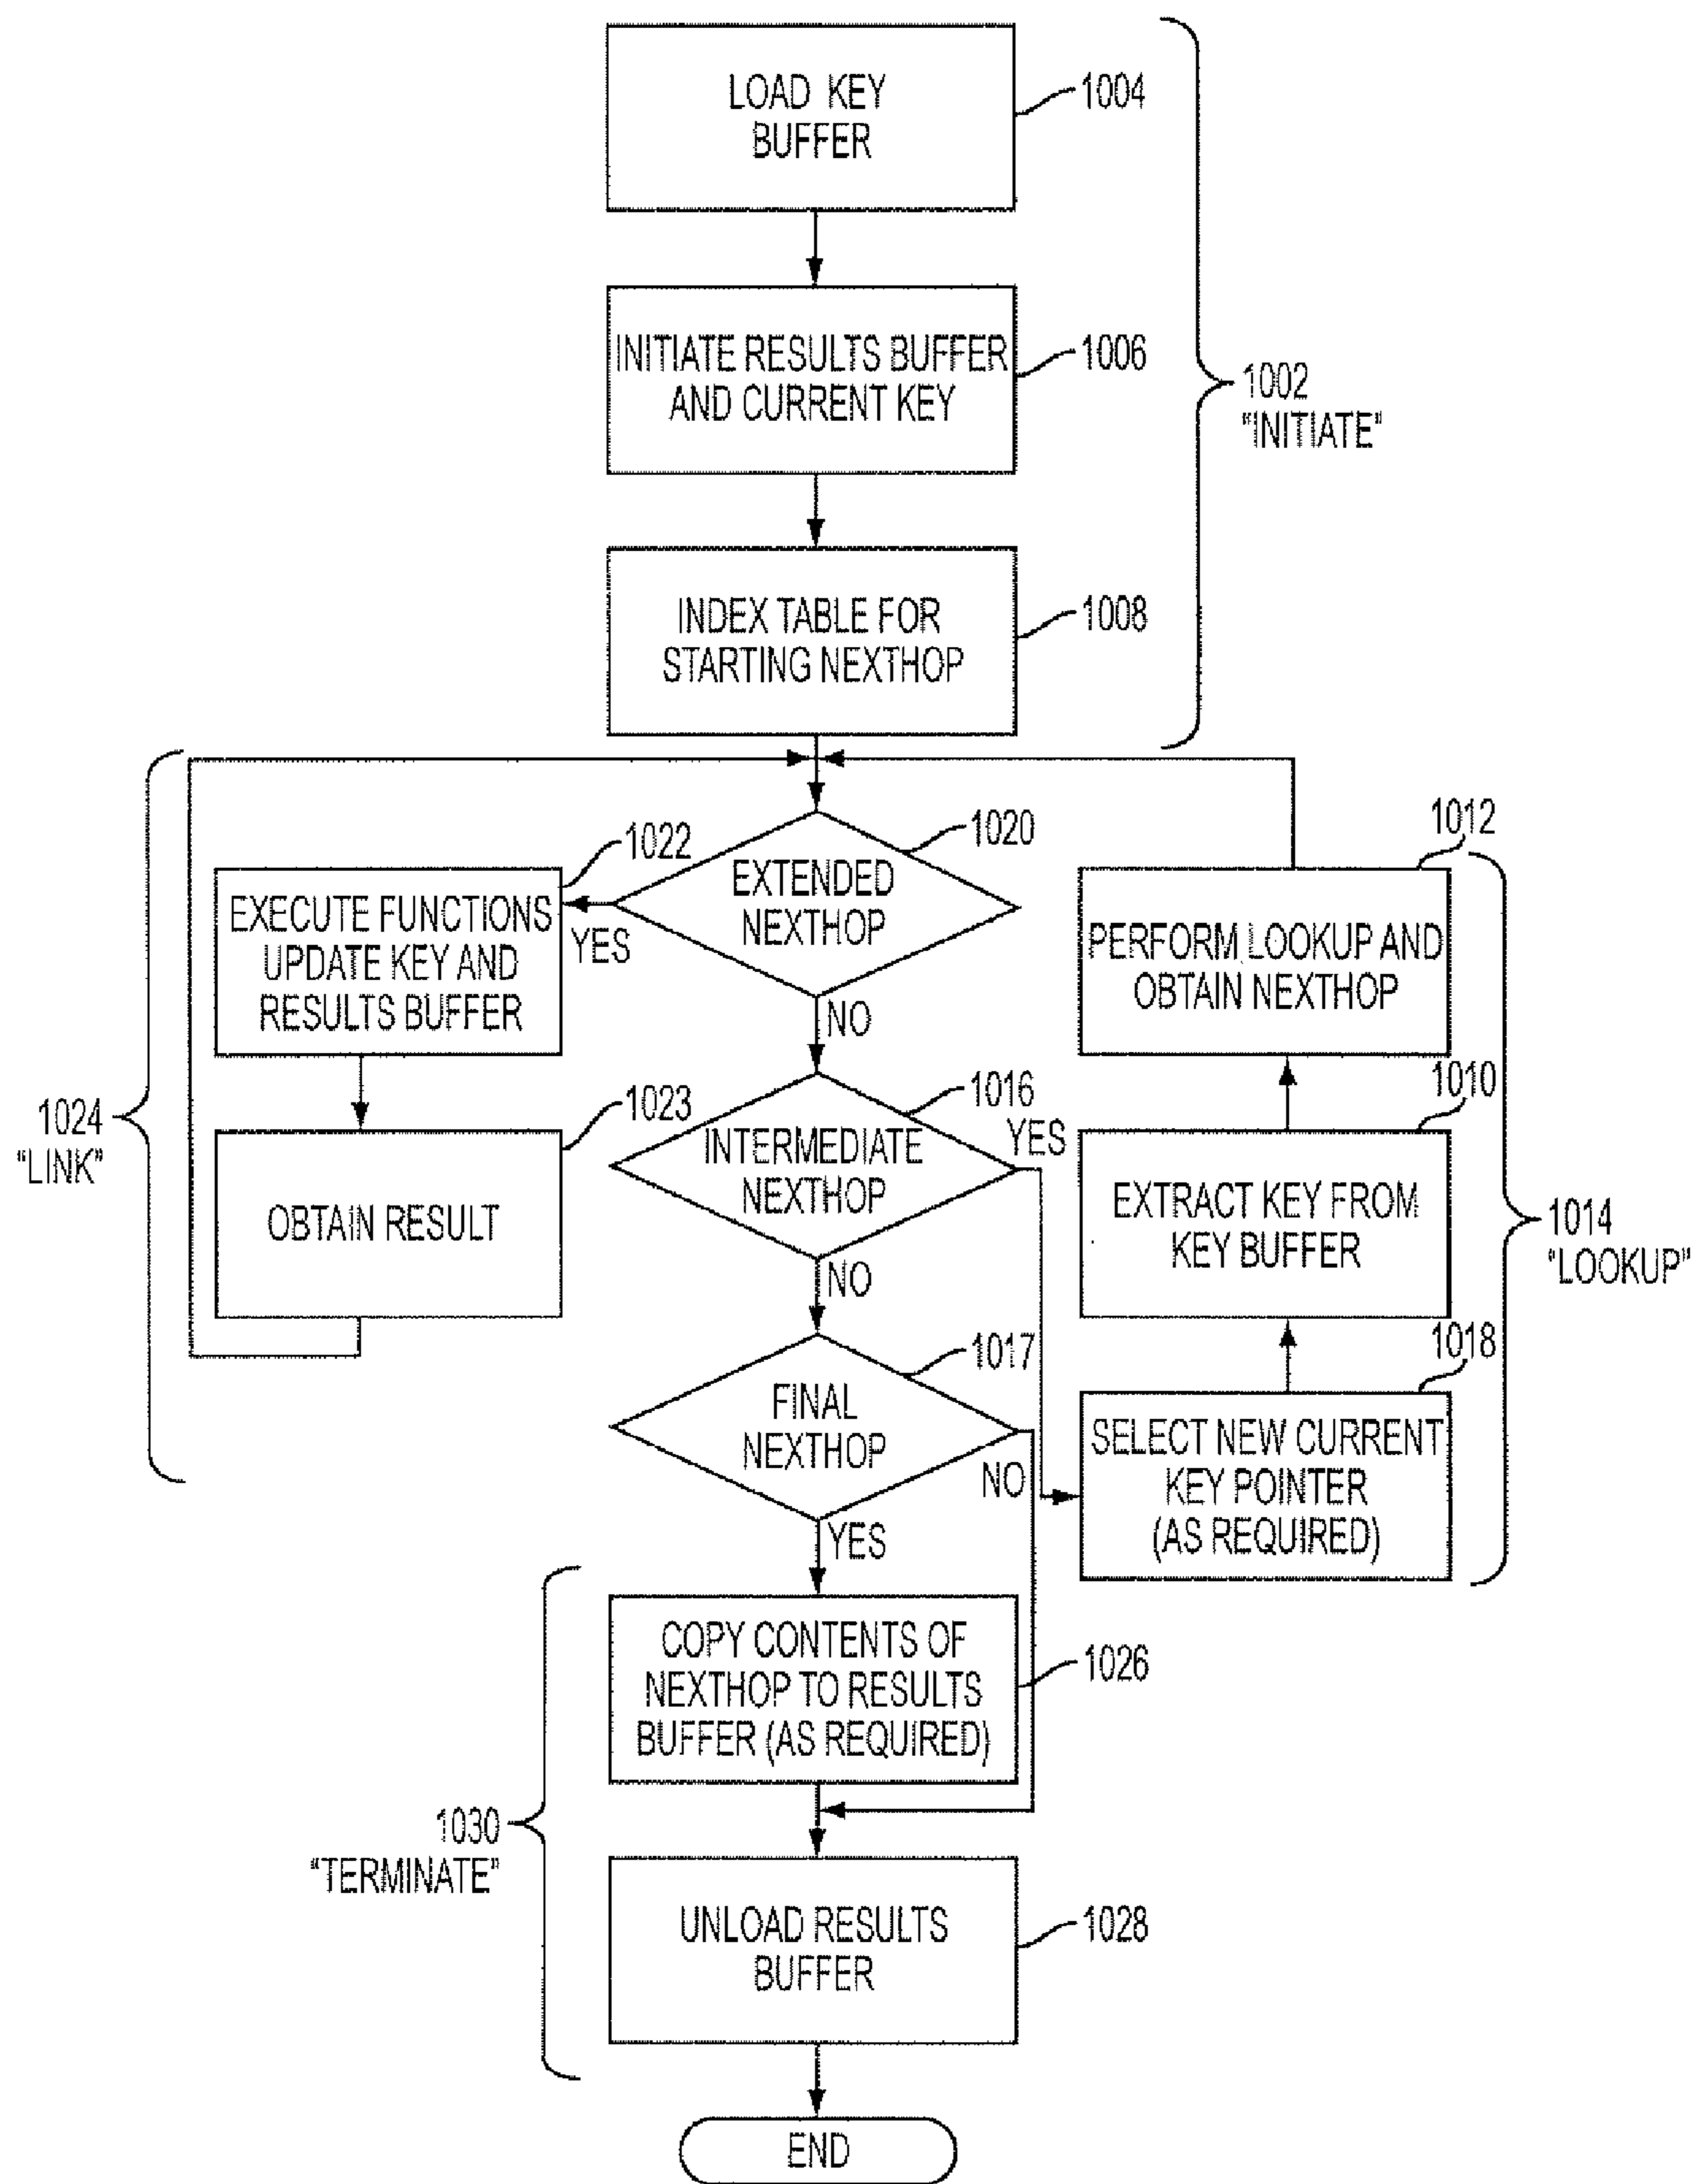 LOAD KEY
BUFFER
1004
INITIATE RESULTS BUFFER
AND CURRENT KEY
1006
1002
"INITIATE"
INDEX TABLE FOR
STARTING NEXTHOP
1008
1020
EXTENDED
NEXTHOP
YES
NO
1022
EXECUTE FUNCTIONS
UPDATE KEY AND
RESULTS BUFFER
1023
OBTAIN RESULT
1024
"LINK"
1016
INTERMEDIATE
NEXTHOP
YES
NO
1012
PERFORM LOOKUP AND
OBTAIN NEXTHOP
1010
EXTRACT KEY FROM
KEY BUFFER
1014
"LOOKUP"
1018
SELECT NEW CURRENT
KEY POINTER
(AS REQUIRED)
1017
FINAL
NEXTHOP
NO
YES
COPY CONTENTS OF
NEXTHOP TO RESULTS
BUFFER (AS REQUIRED)
1026
1030
"TERMINATE"
UNLOAD RESULTS
BUFFER
1028
END